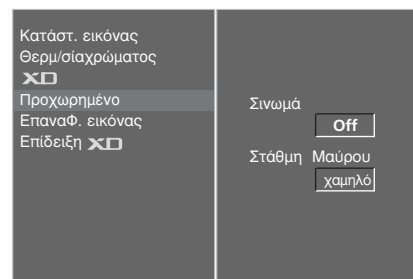 Κατάστ. εικόνας
Θερμ/σίαχρώματος
XD
Προχωρημένο
ΕπαναΦ. εικόνας
Επίδειξη XD
Σινωμά
Off
Στάθμη Μαύρου
χαμηλό